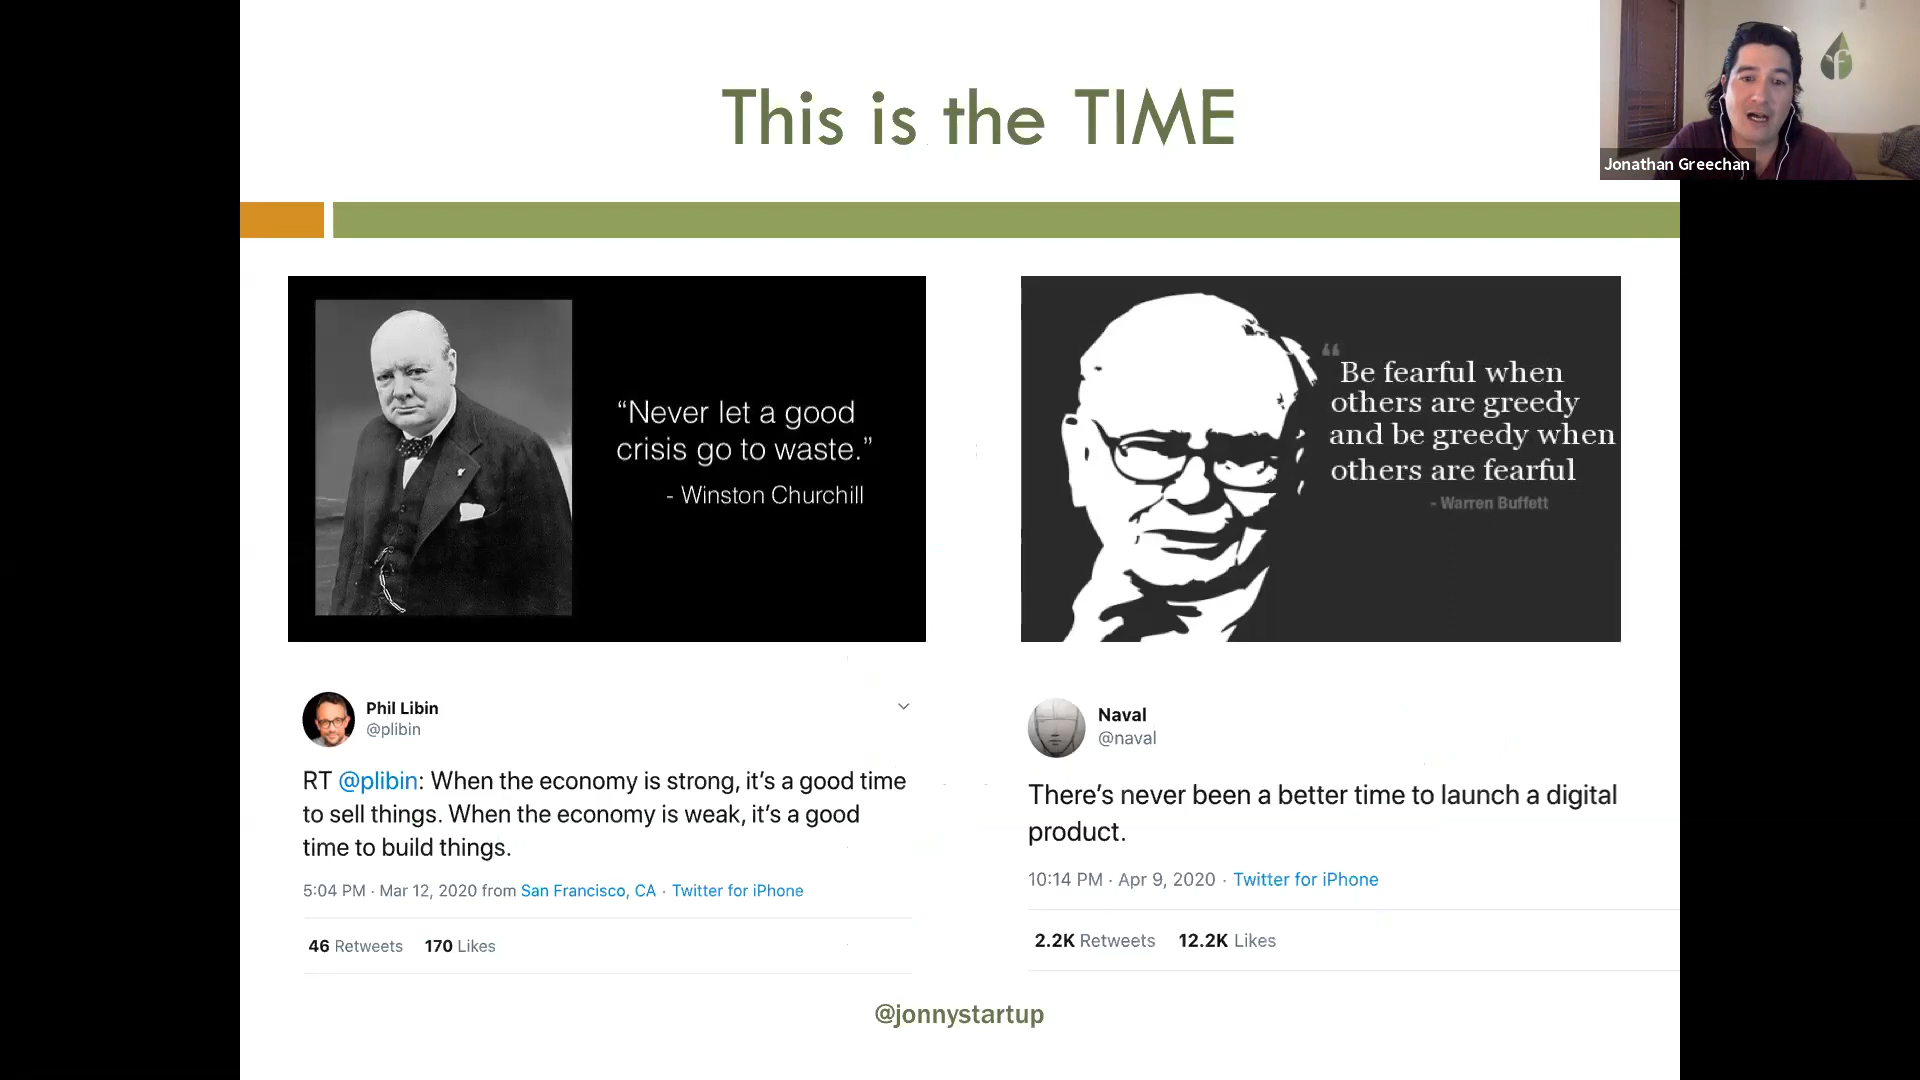 This is the TIME
Jonathan Greechan
“Never let a good
crisis go to waste.”
- Winston Churchill
“ Be fearful when
others are greedy
and be greedy when
others are fearful
- Warren Buffett
Phil Libin
@plibin
RT @plibin: When the economy is strong, it’s a good time
to sell things. When the economy is weak, it’s a good
time to build things.
5:04 PM · Mar 12, 2020 from San Francisco, CA · Twitter for iPhone
46 Retweets 170 Likes
Naval
@naval
There’s never been a better time to launch a digital
product.
10:14 PM · Apr 9, 2020 · Twitter for iPhone
2.2K Retweets 12.2K Likes
@jonnystartup